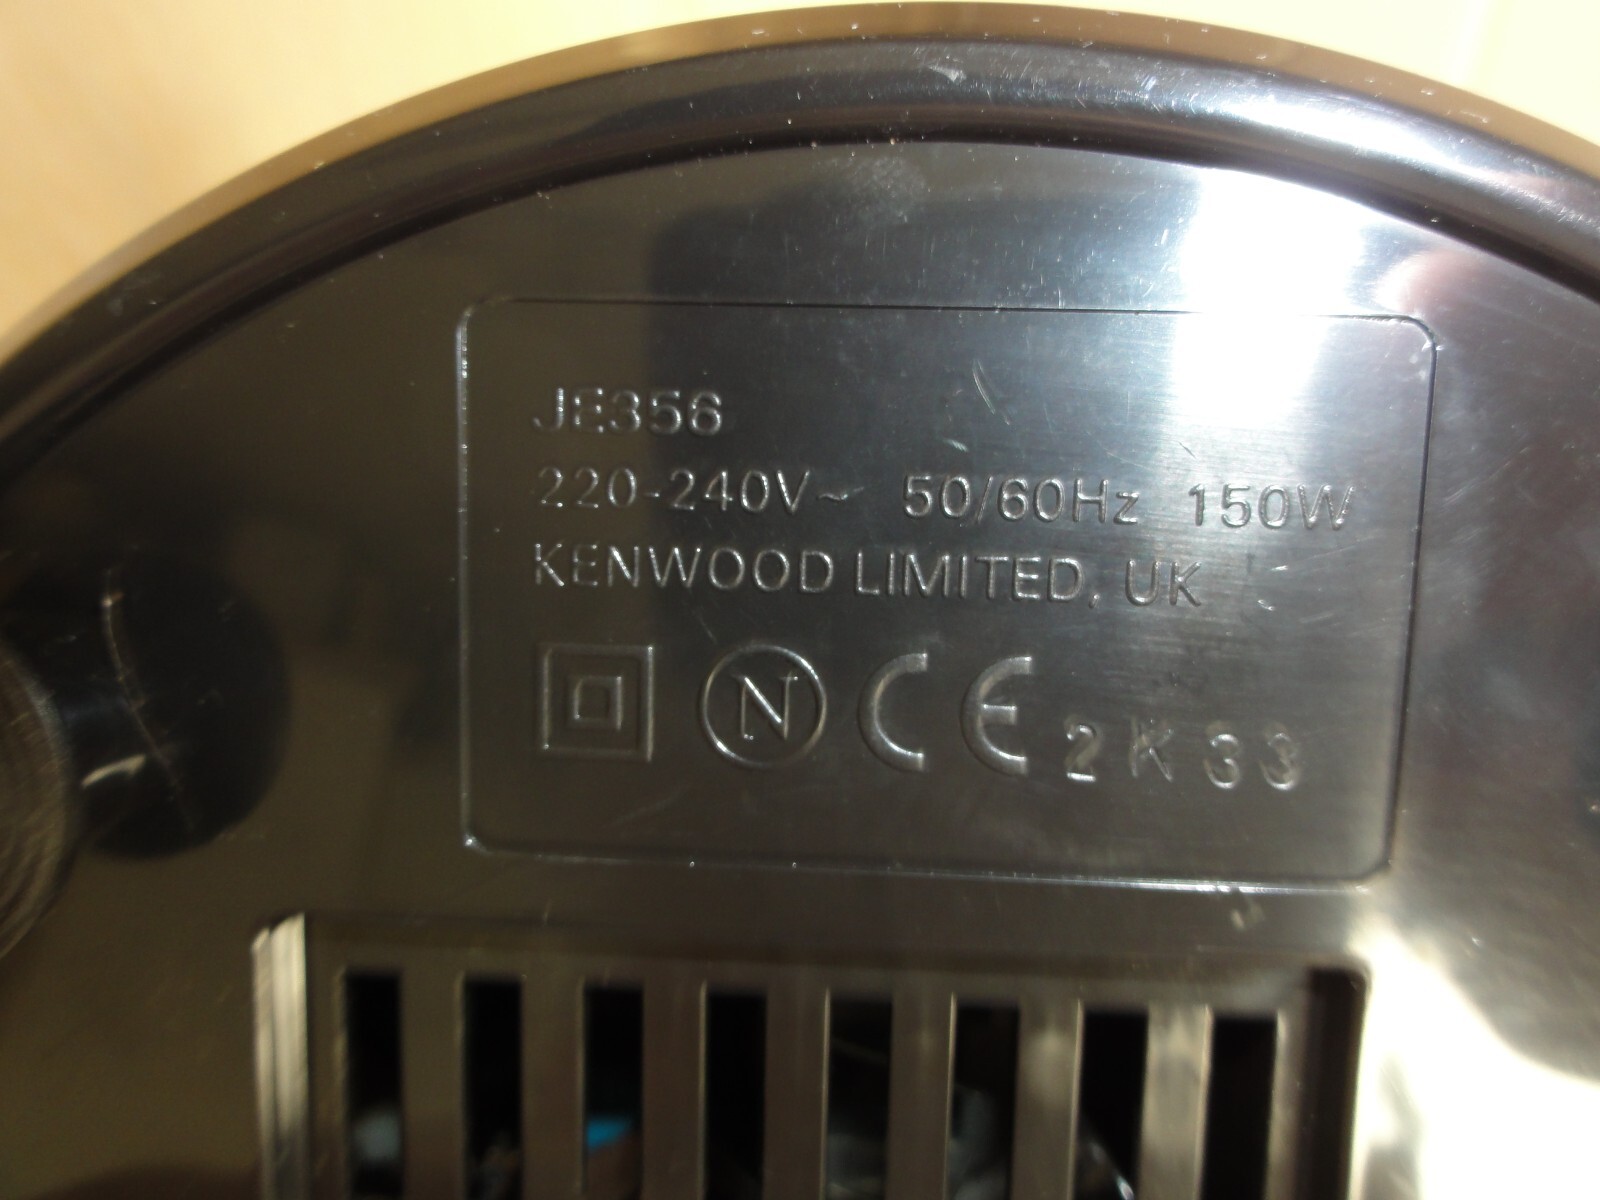 JE356
220-240V~ 50/60Hz 150W
KENWOOD LIMITED, UK
N CE 2K33